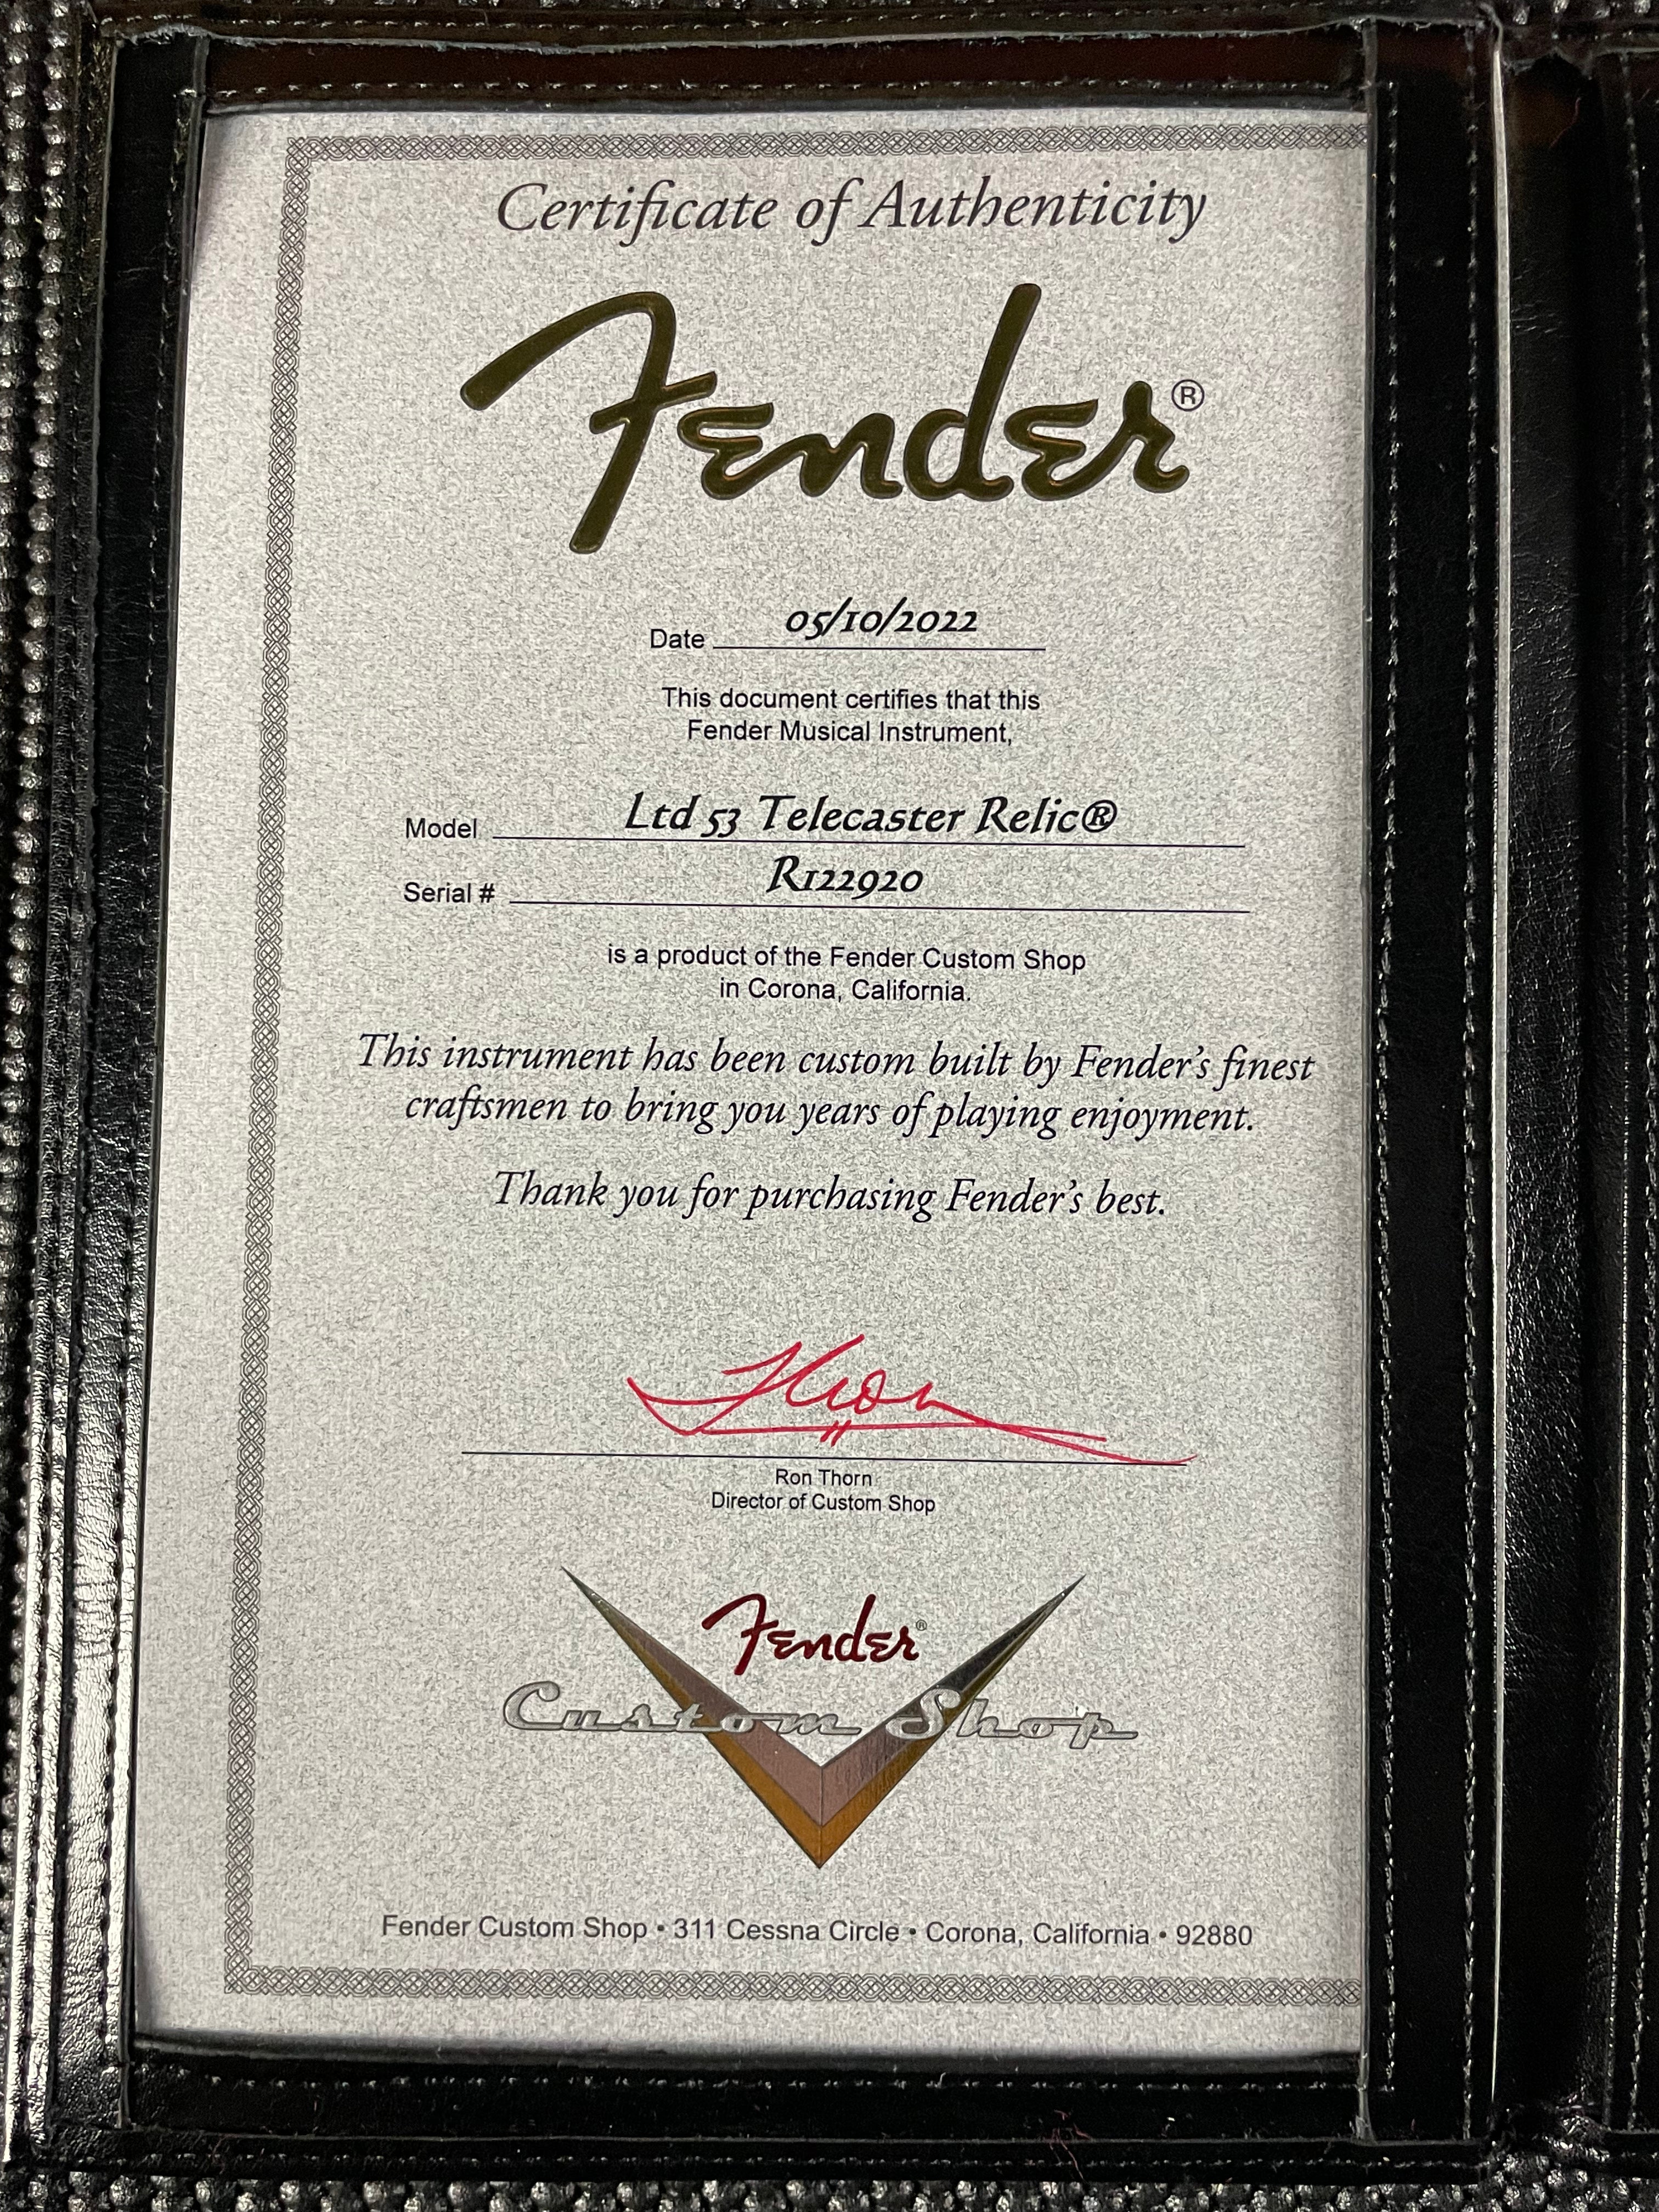 Certificate of Authenticity
Fender®
Date 05/10/2022
This document certifies that this
Fender Musical Instrument,
Model Ltd 53 Telecaster Relic®
Serial # R122920
is a product of the Fender Custom Shop
in Corona, California.
This instrument has been custom built by Fender's finest
craftsmen to bring you years of playing enjoyment.
Thank you for purchasing Fender's best.
Thorn
Ron Thorn
Director of Custom Shop
Fender®
Custom Shop
Fender Custom Shop • 311 Cessna Circle • Corona, California • 92880